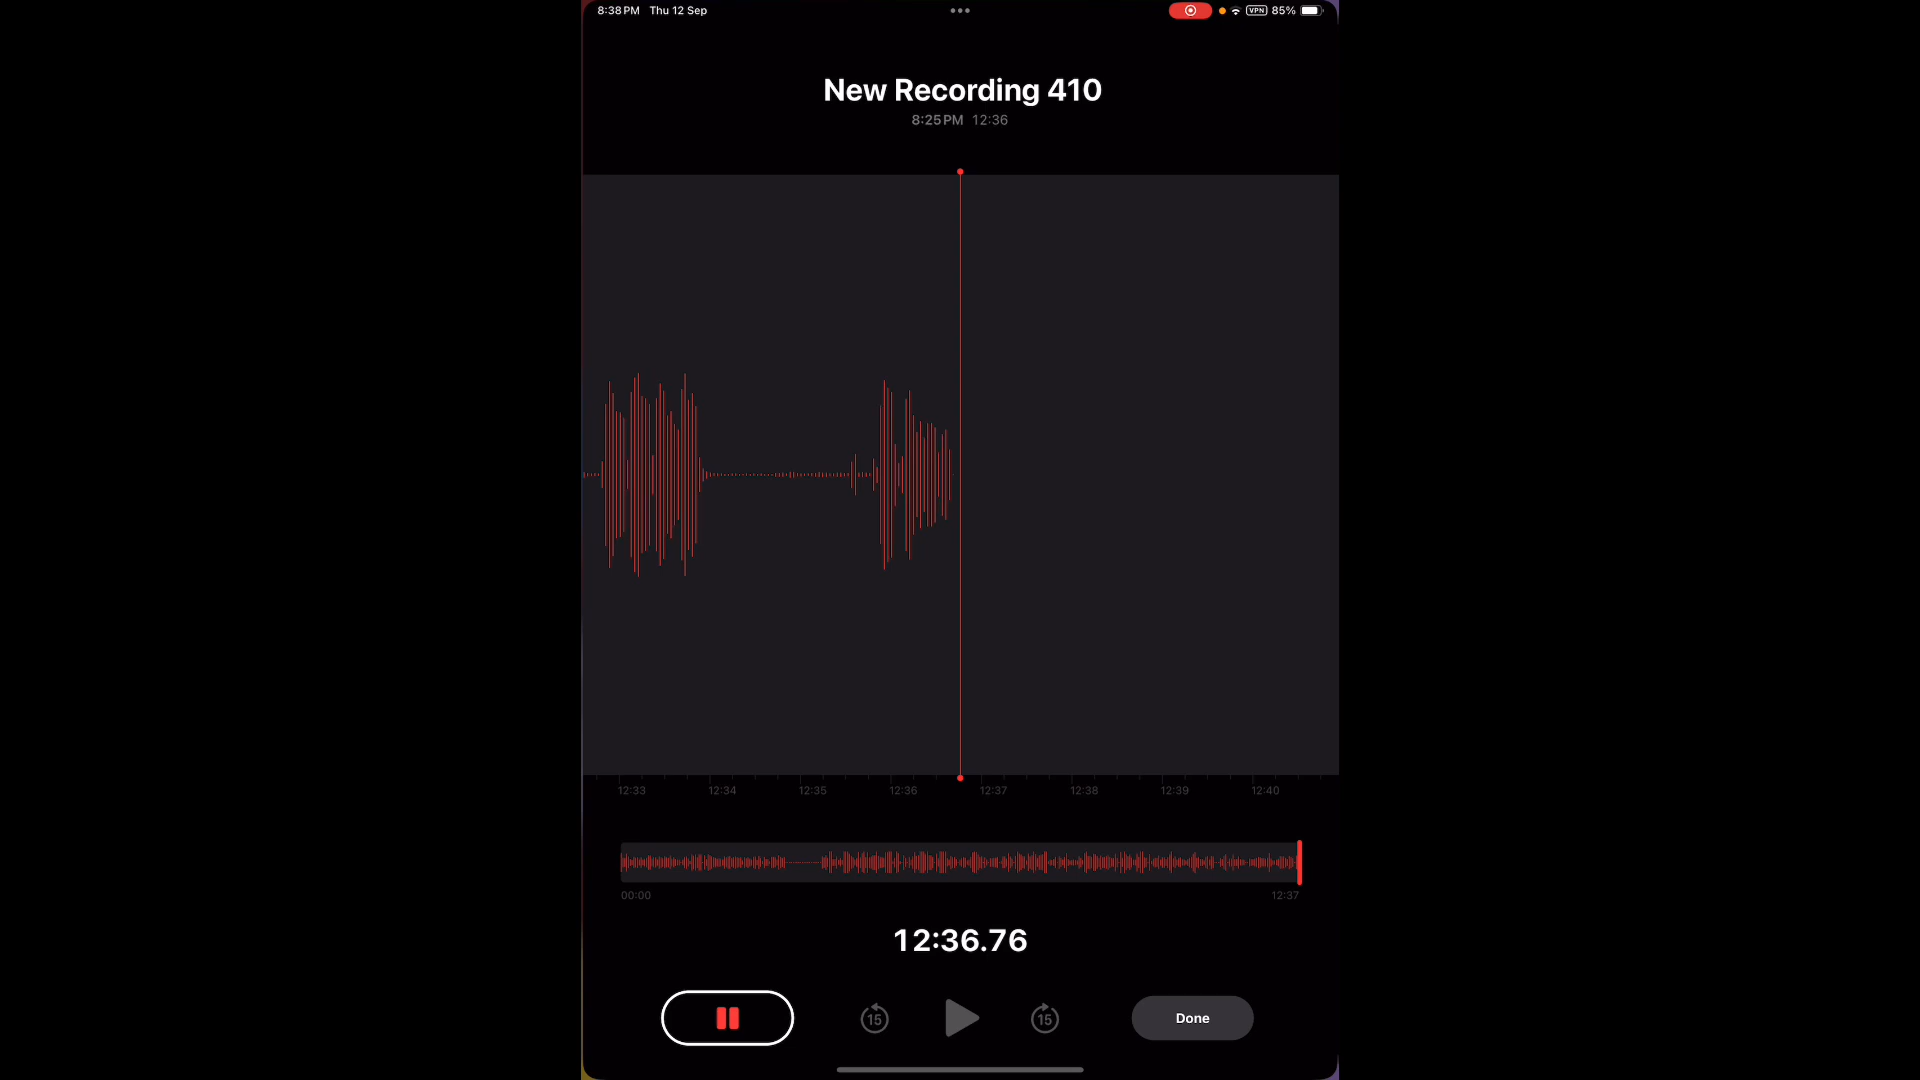 8:38 PM Thu 12 Sep
VPN 85%
New Recording 410
8:25 PM 12:36
12:33 12:34 12:35 12:36 12:37 12:38 12:39 12:40
00:00 12:37
12:36.76
15 15 Done